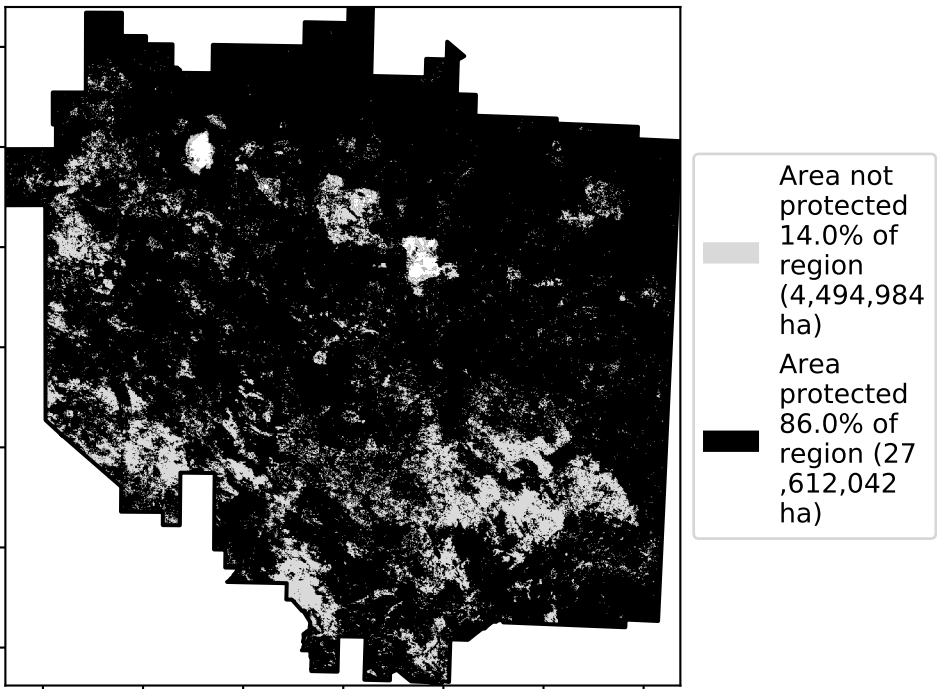 Area not
protected
14.0% of
region
(4,494,984
ha)
Area
protected
86.0% of
region (27
,612,042
ha)